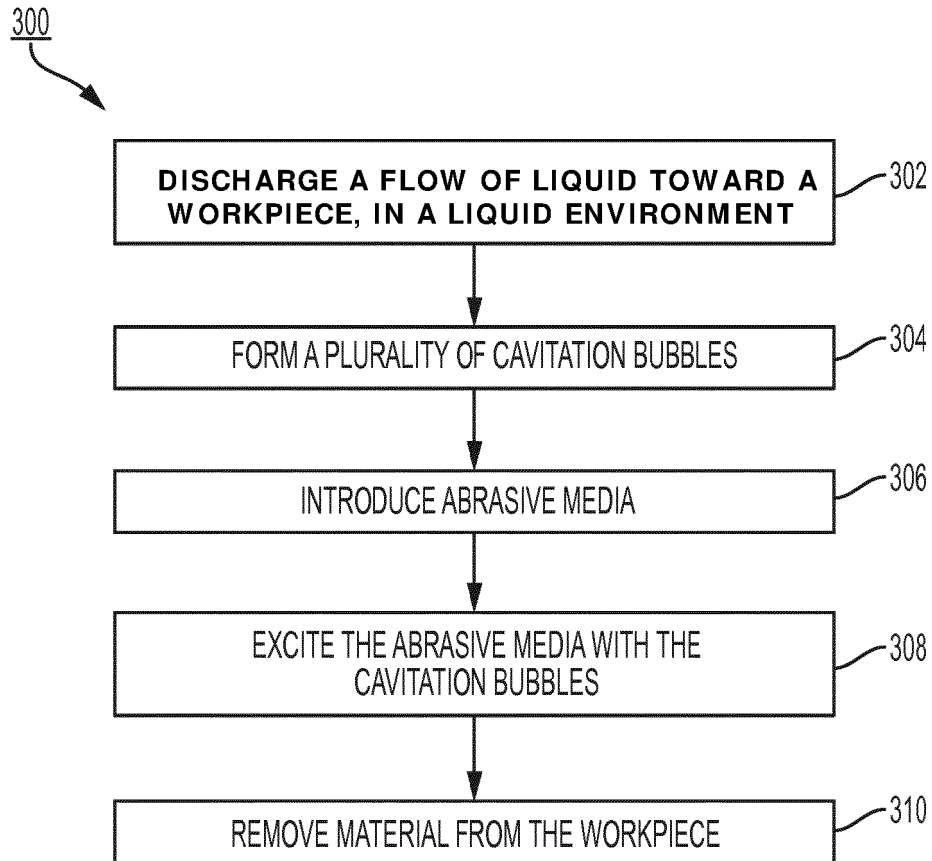 300
DISCHARGE A FLOW OF LIQUID TOWARD A
WORKPIECE, IN A LIQUID ENVIRONMENT
302
FORM A PLURALITY OF CAVITATION BUBBLES
304
INTRODUCE ABRASIVE MEDIA
306
EXCITE THE ABRASIVE MEDIA WITH THE
CAVITATION BUBBLES
308
REMOVE MATERIAL FROM THE WORKPIECE
310